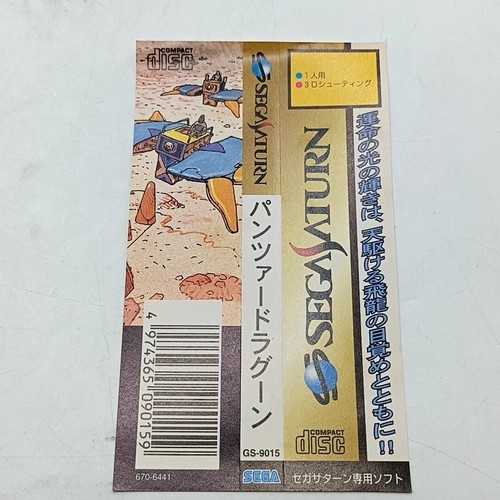 COMPACT
disc
4 974365 090159
670-6441
SEGA SATURN
パンツァードラグーン
GS-9015
SEGA
1人用
3Dシューティング
SEGA SATURN
COMPACT
disc
セガサターン専用ソフト
運命の光の輝きは、天駆ける飛龍の目覚めとともに!!